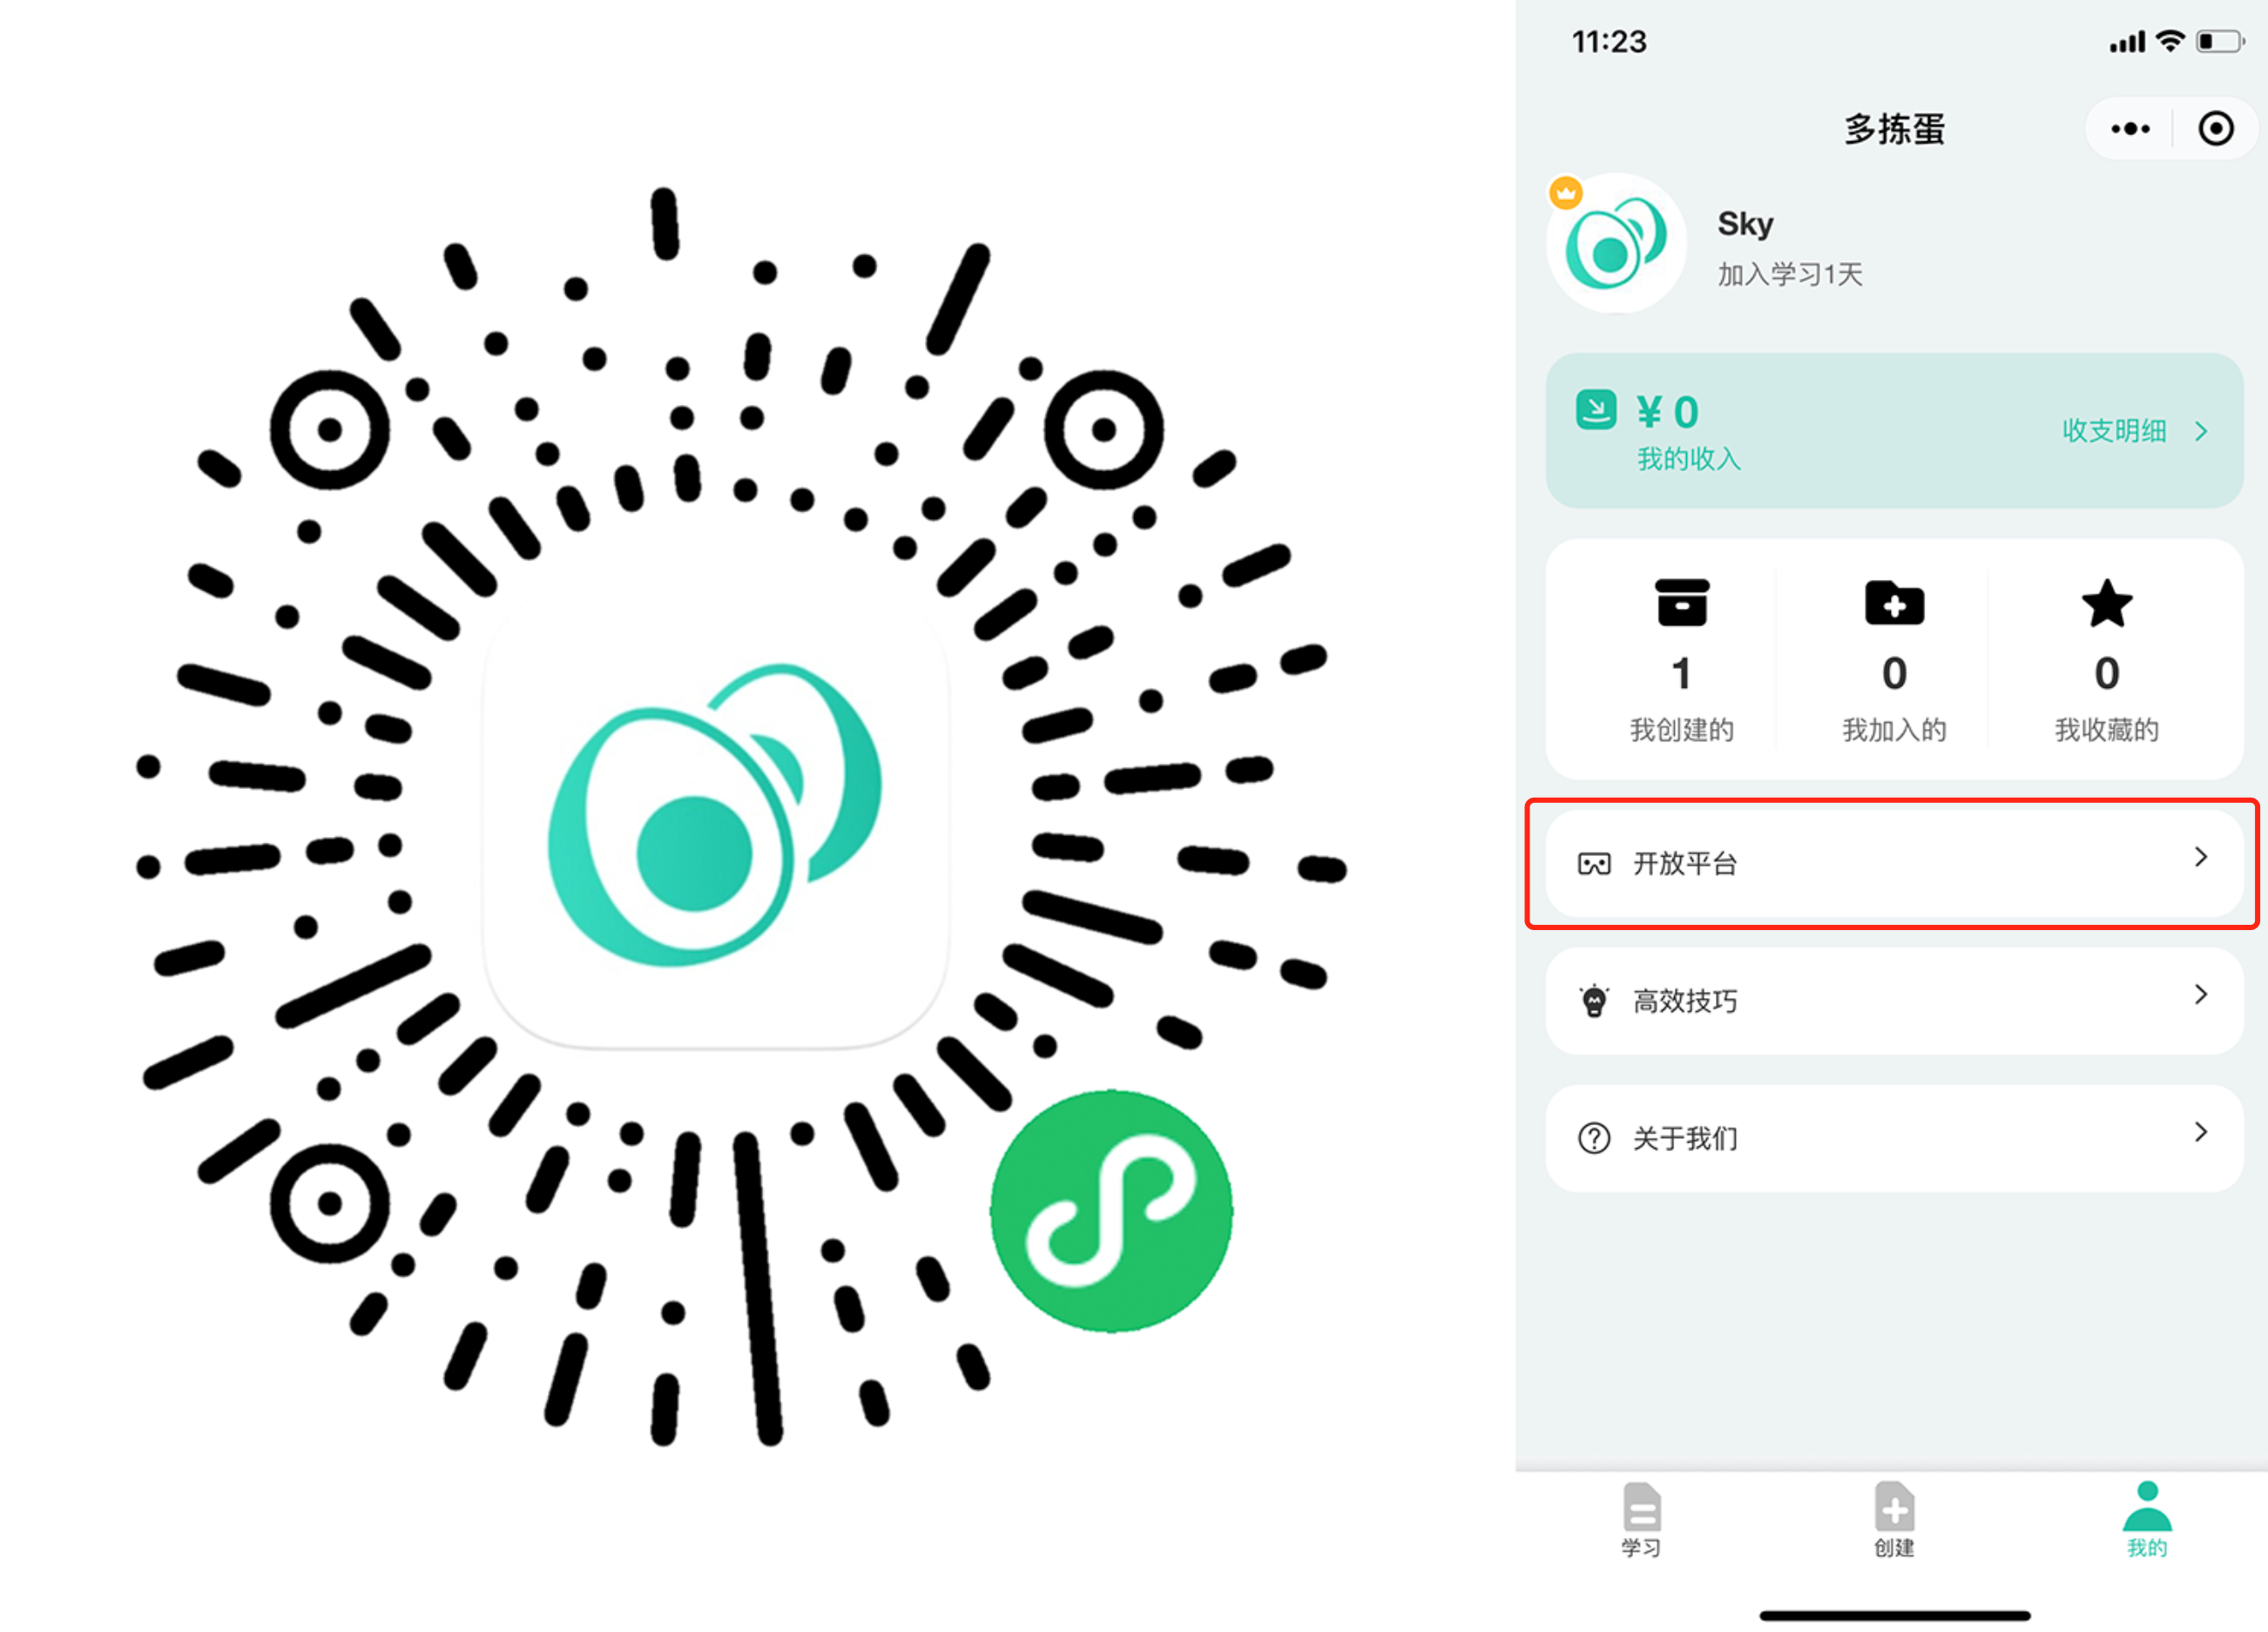 11:23
多拣蛋
Sky
加入学习1天
¥ 0
我的收入
收支明细
1
0
0
我创建的
我加入的
我收藏的
开放平台
高效技巧
关于我们
学习
创建
我的